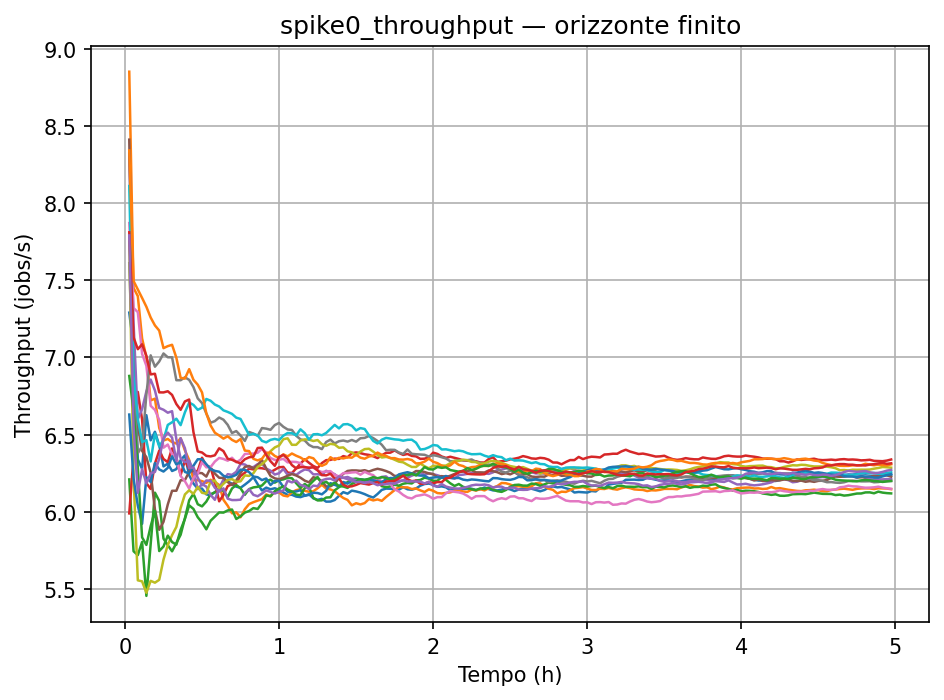 spike0_throughput — orizzonte finito
9.0
8.5
8.0
7.5
7.0
6.5
6.0
5.5
Throughput (jobs/s)
0 1 2 3 4 5
Tempo (h)